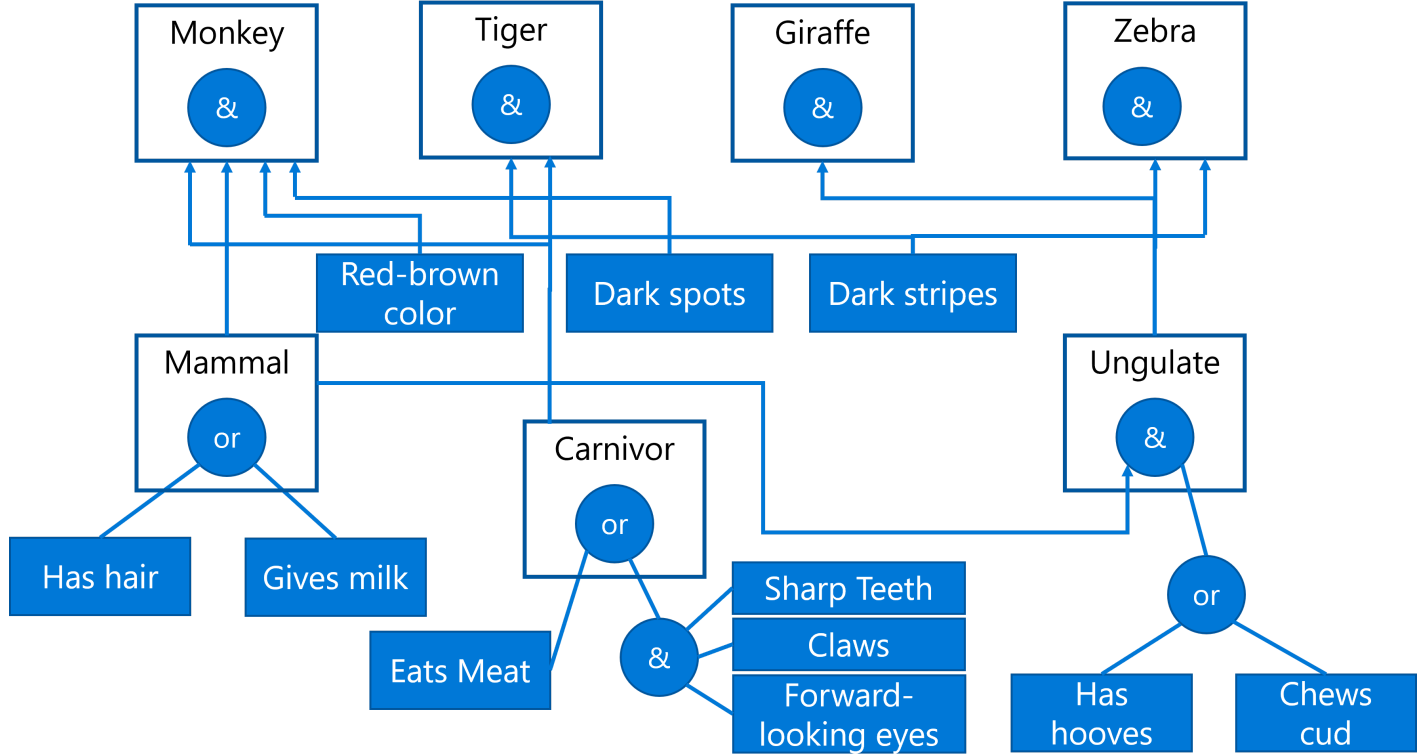 Monkey
&
Tiger
&
Giraffe
&
Zebra
&
Red-brown
color
Dark spots
Dark stripes
Mammal
or
Carnivor
or
Ungulate
&
Has hair
Gives milk
Eats Meat
&
Sharp Teeth
Claws
Forward-
looking eyes
or
Has
hooves
Chews
cud